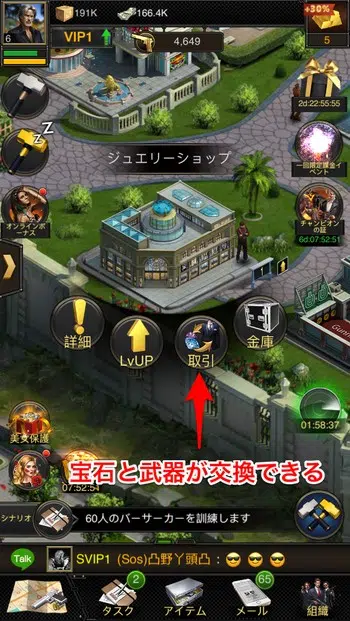 6
191K
166.4K
+30%
5
VIP1
4,649
2d:22:55:55
ジュエリーショップ
zz
オンラインボーナス
一回限定課金イベント
チャンピオンの証
6d.07:52:51
詳細
LvUP
取引
金庫
01:58:37
美女保護
宝石と武器が交換できる
07:52:51
シナリオ
60人のバーサーカーを訓練します
Talk
SVIP1 (Sos)凸野丫頭凸 :
タスク
2
アイテム
メール
65
組織